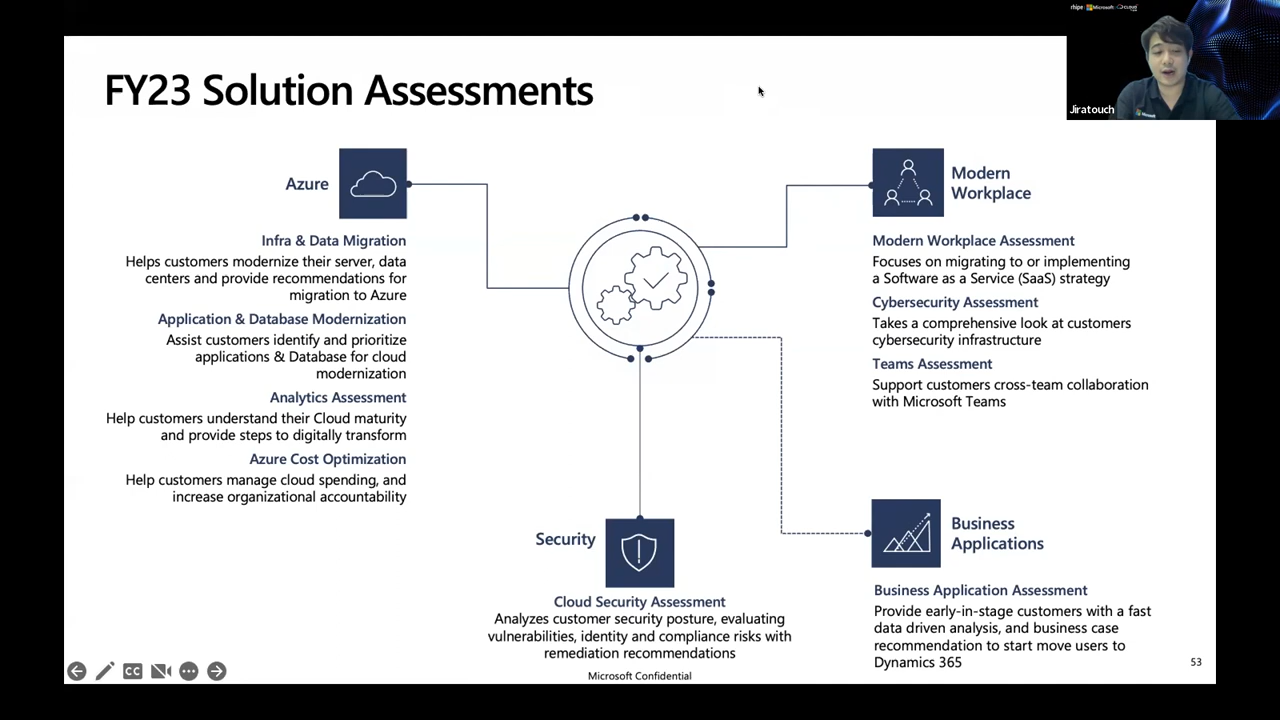 rhipe Microsoft CLOUD
Jiratouch
FY23 Solution Assessments
Azure
Infra & Data Migration
Helps customers modernize their server, data
centers and provide recommendations for
migration to Azure
Application & Database Modernization
Assist customers identify and prioritize
applications & Database for cloud
modernization
Analytics Assessment
Help customers understand their Cloud maturity
and provide steps to digitally transform
Azure Cost Optimization
Help customers manage cloud spending, and
increase organizational accountability
Modern
Workplace
Modern Workplace Assessment
Focuses on migrating to or implementing
a Software as a Service (SaaS) strategy
Cybersecurity Assessment
Takes a comprehensive look at customers
cybersecurity infrastructure
Teams Assessment
Support customers cross-team collaboration
with Microsoft Teams
Security
Cloud Security Assessment
Analyzes customer security posture, evaluating
vulnerabilities, identity and compliance risks with
remediation recommendations
Business
Applications
Business Application Assessment
Provide early-in-stage customers with a fast
data driven analysis, and business case
recommendation to start move users to
Dynamics 365
CC
Microsoft Confidential
53